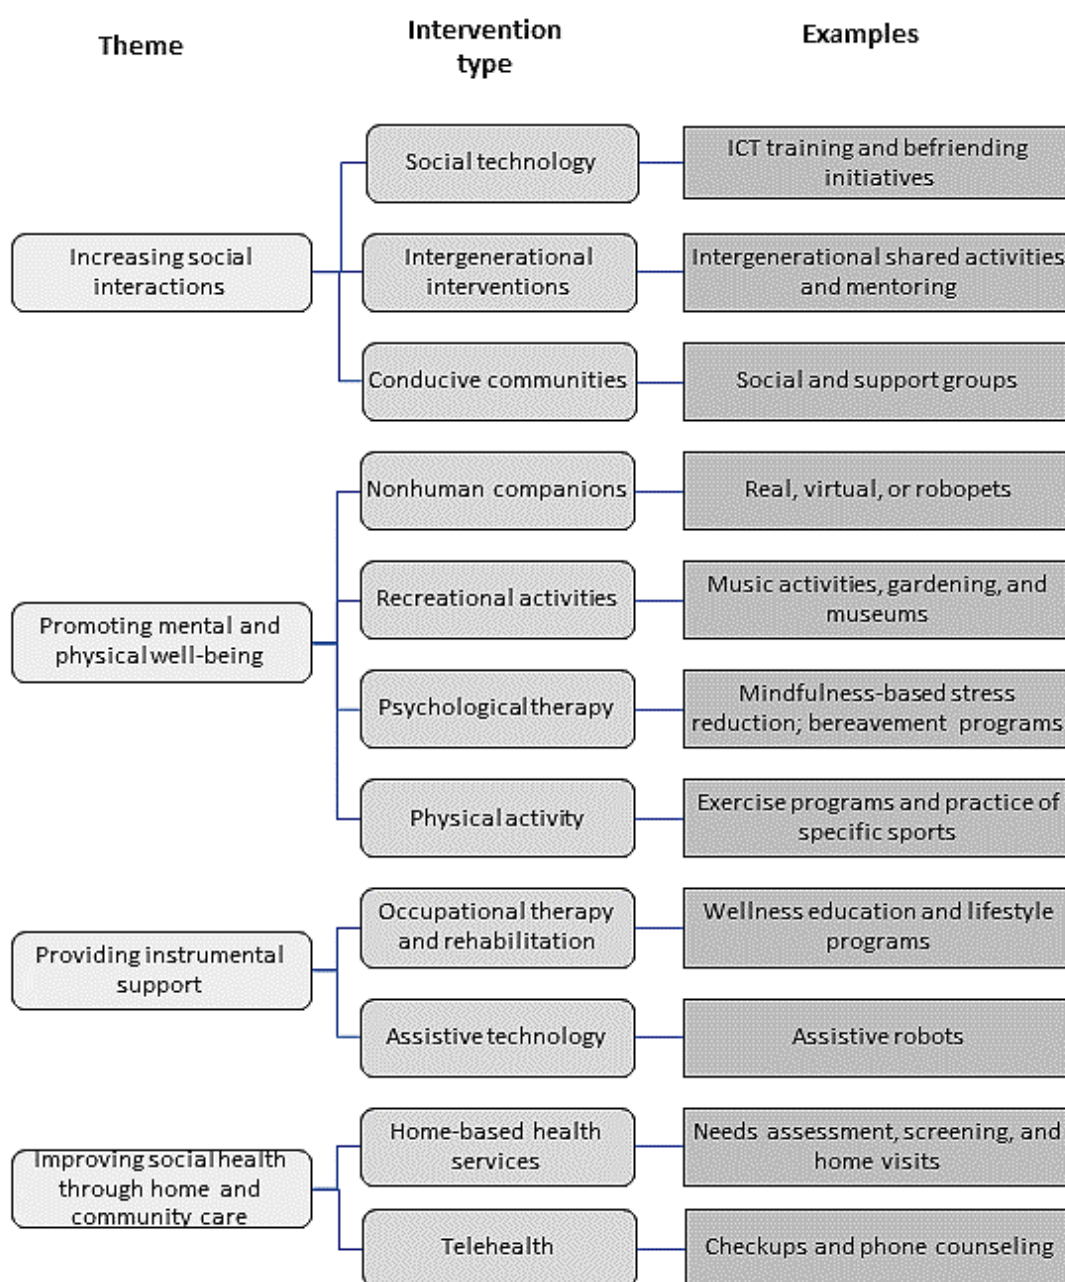 Theme
Intervention
type
Examples
Increasing social
interactions
Social technology
ICT training and befriending
initiatives
Intergenerational
interventions
Intergenerational shared activities
and mentoring
Conducive communities
Social and support groups
Promoting mental and
physical well-being
Nonhuman companions
Real, virtual, or robopets
Recreational activities
Music activities, gardening, and
museums
Psychological therapy
Mindfulness-based stress
reduction; bereavement programs
Physical activity
Exercise programs and practice of
specific sports
Providing instrumental
support
Occupational therapy
and rehabilitation
Wellness education and lifestyle
programs
Assistive technology
Assistive robots
Improving social health
through home and
community care
Home-based health
services
Needs assessment, screening, and
home visits
Telehealth
Checkups and phone counseling